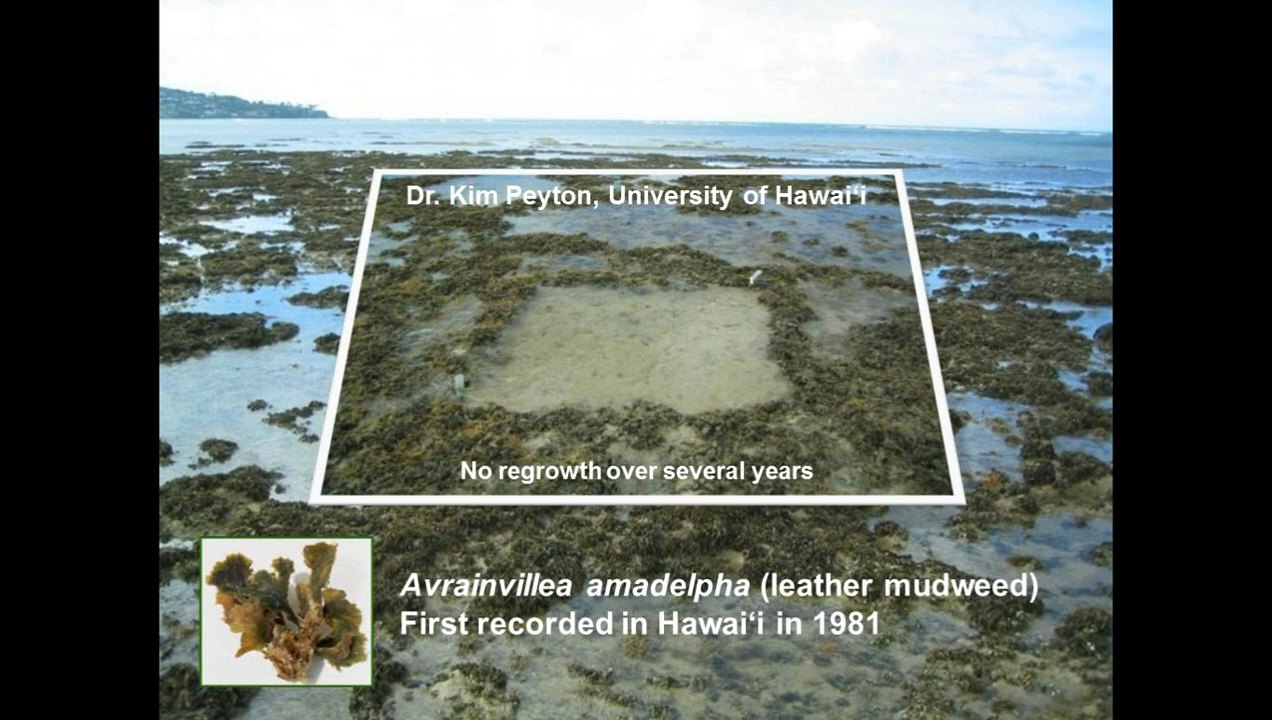 Dr. Kim Peyton, University of Hawai‘i
No regrowth over several years
Avrainvillea amadelpha (leather mudweed)
First recorded in Hawai‘i in 1981